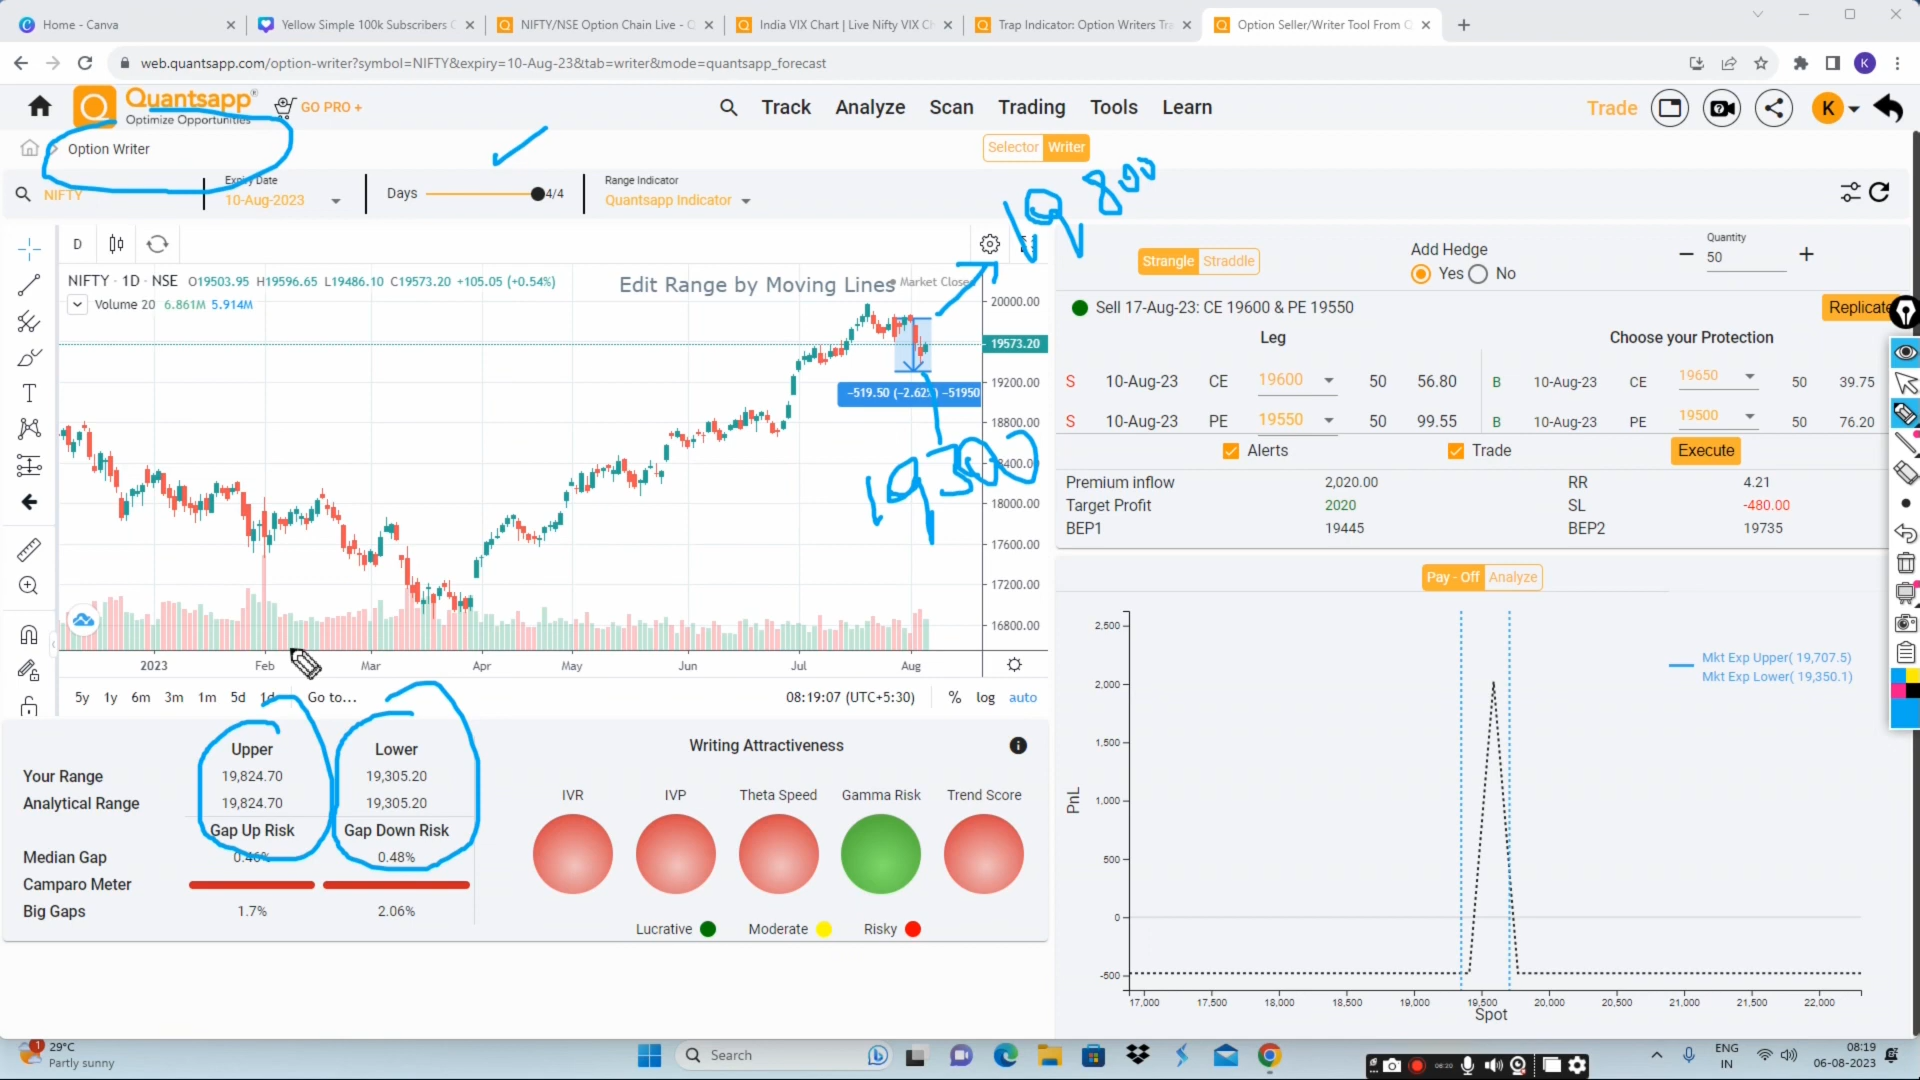 Home - Canva
Yellow Simple 100k Subscribers
NIFTY/NSE Option Chain Live -
India VIX Chart | Live Nifty VIX
Trap Indicator: Option Writers
Option Seller/Writer Tool From
web.quantsapp.com/option-writer?symbol=NIFTY&expiry=10-Aug-23&tab=writer&mode=quantsapp_forecast
K
Quantsapp
Optimize Opportunities
GO PRO +
Track
Analyze
Scan
Trading
Tools
Learn
Trade
K
Option Writer
Selector
Writer
19800
NIFTY
Expiry Date
10-Aug-2023
Days
4/4
Range Indicator
Quantsapp Indicator
D
NIFTY · 1D · NSE O19503.95 H19596.65 L19486.10 C19573.20 +105.05 (+0.54%)
Volume 20 6.861M 5.914M
Edit Range by Moving Lines
Market Closed
20000.00
19573.20
19200.00
18800.00
18400.00
18000.00
17600.00
17200.00
16800.00
−519.50 (−2.62%) −51950
19300
2023 Feb Mar Apr May Jun Jul Aug
5y 1y 6m 3m 1m 5d 1d Go to...
08:19:07 (UTC+5:30)
% log auto
Upper Lower
Your Range 19,824.70 19,305.20
Analytical Range 19,824.70 19,305.20
Gap Up Risk Gap Down Risk
Median Gap 0.46% 0.48%
Camparo Meter
Big Gaps 1.7% 2.06%
Writing Attractiveness
IVR IVP Theta Speed Gamma Risk Trend Score
Lucrative Moderate Risky
Strangle Straddle
Add Hedge
Yes No
Quantity
50
Sell 17-Aug-23: CE 19600 & PE 19550
Replicate
Leg
Choose your Protection
S 10-Aug-23 CE 19600 50 56.80 B 10-Aug-23 CE 19650 50 39.75
S 10-Aug-23 PE 19550 50 99.55 B 10-Aug-23 PE 19500 50 76.20
Alerts
Trade
Execute
Premium inflow 2,020.00 RR 4.21
Target Profit 2020 SL -480.00
BEP1 19445 BEP2 19735
Pay - Off Analyze
Mkt Exp Upper( 19,707.5)
Mkt Exp Lower( 19,350.1)
2,500
2,000
1,500
1,000
500
0
-500
PnL
17,000 17,500 18,000 18,500 19,000 19,500 20,000 20,500 21,000 21,500 22,000
Spot
1
29°C
Partly sunny
Search
08:20
ENG
IN
08:19
06-08-2023